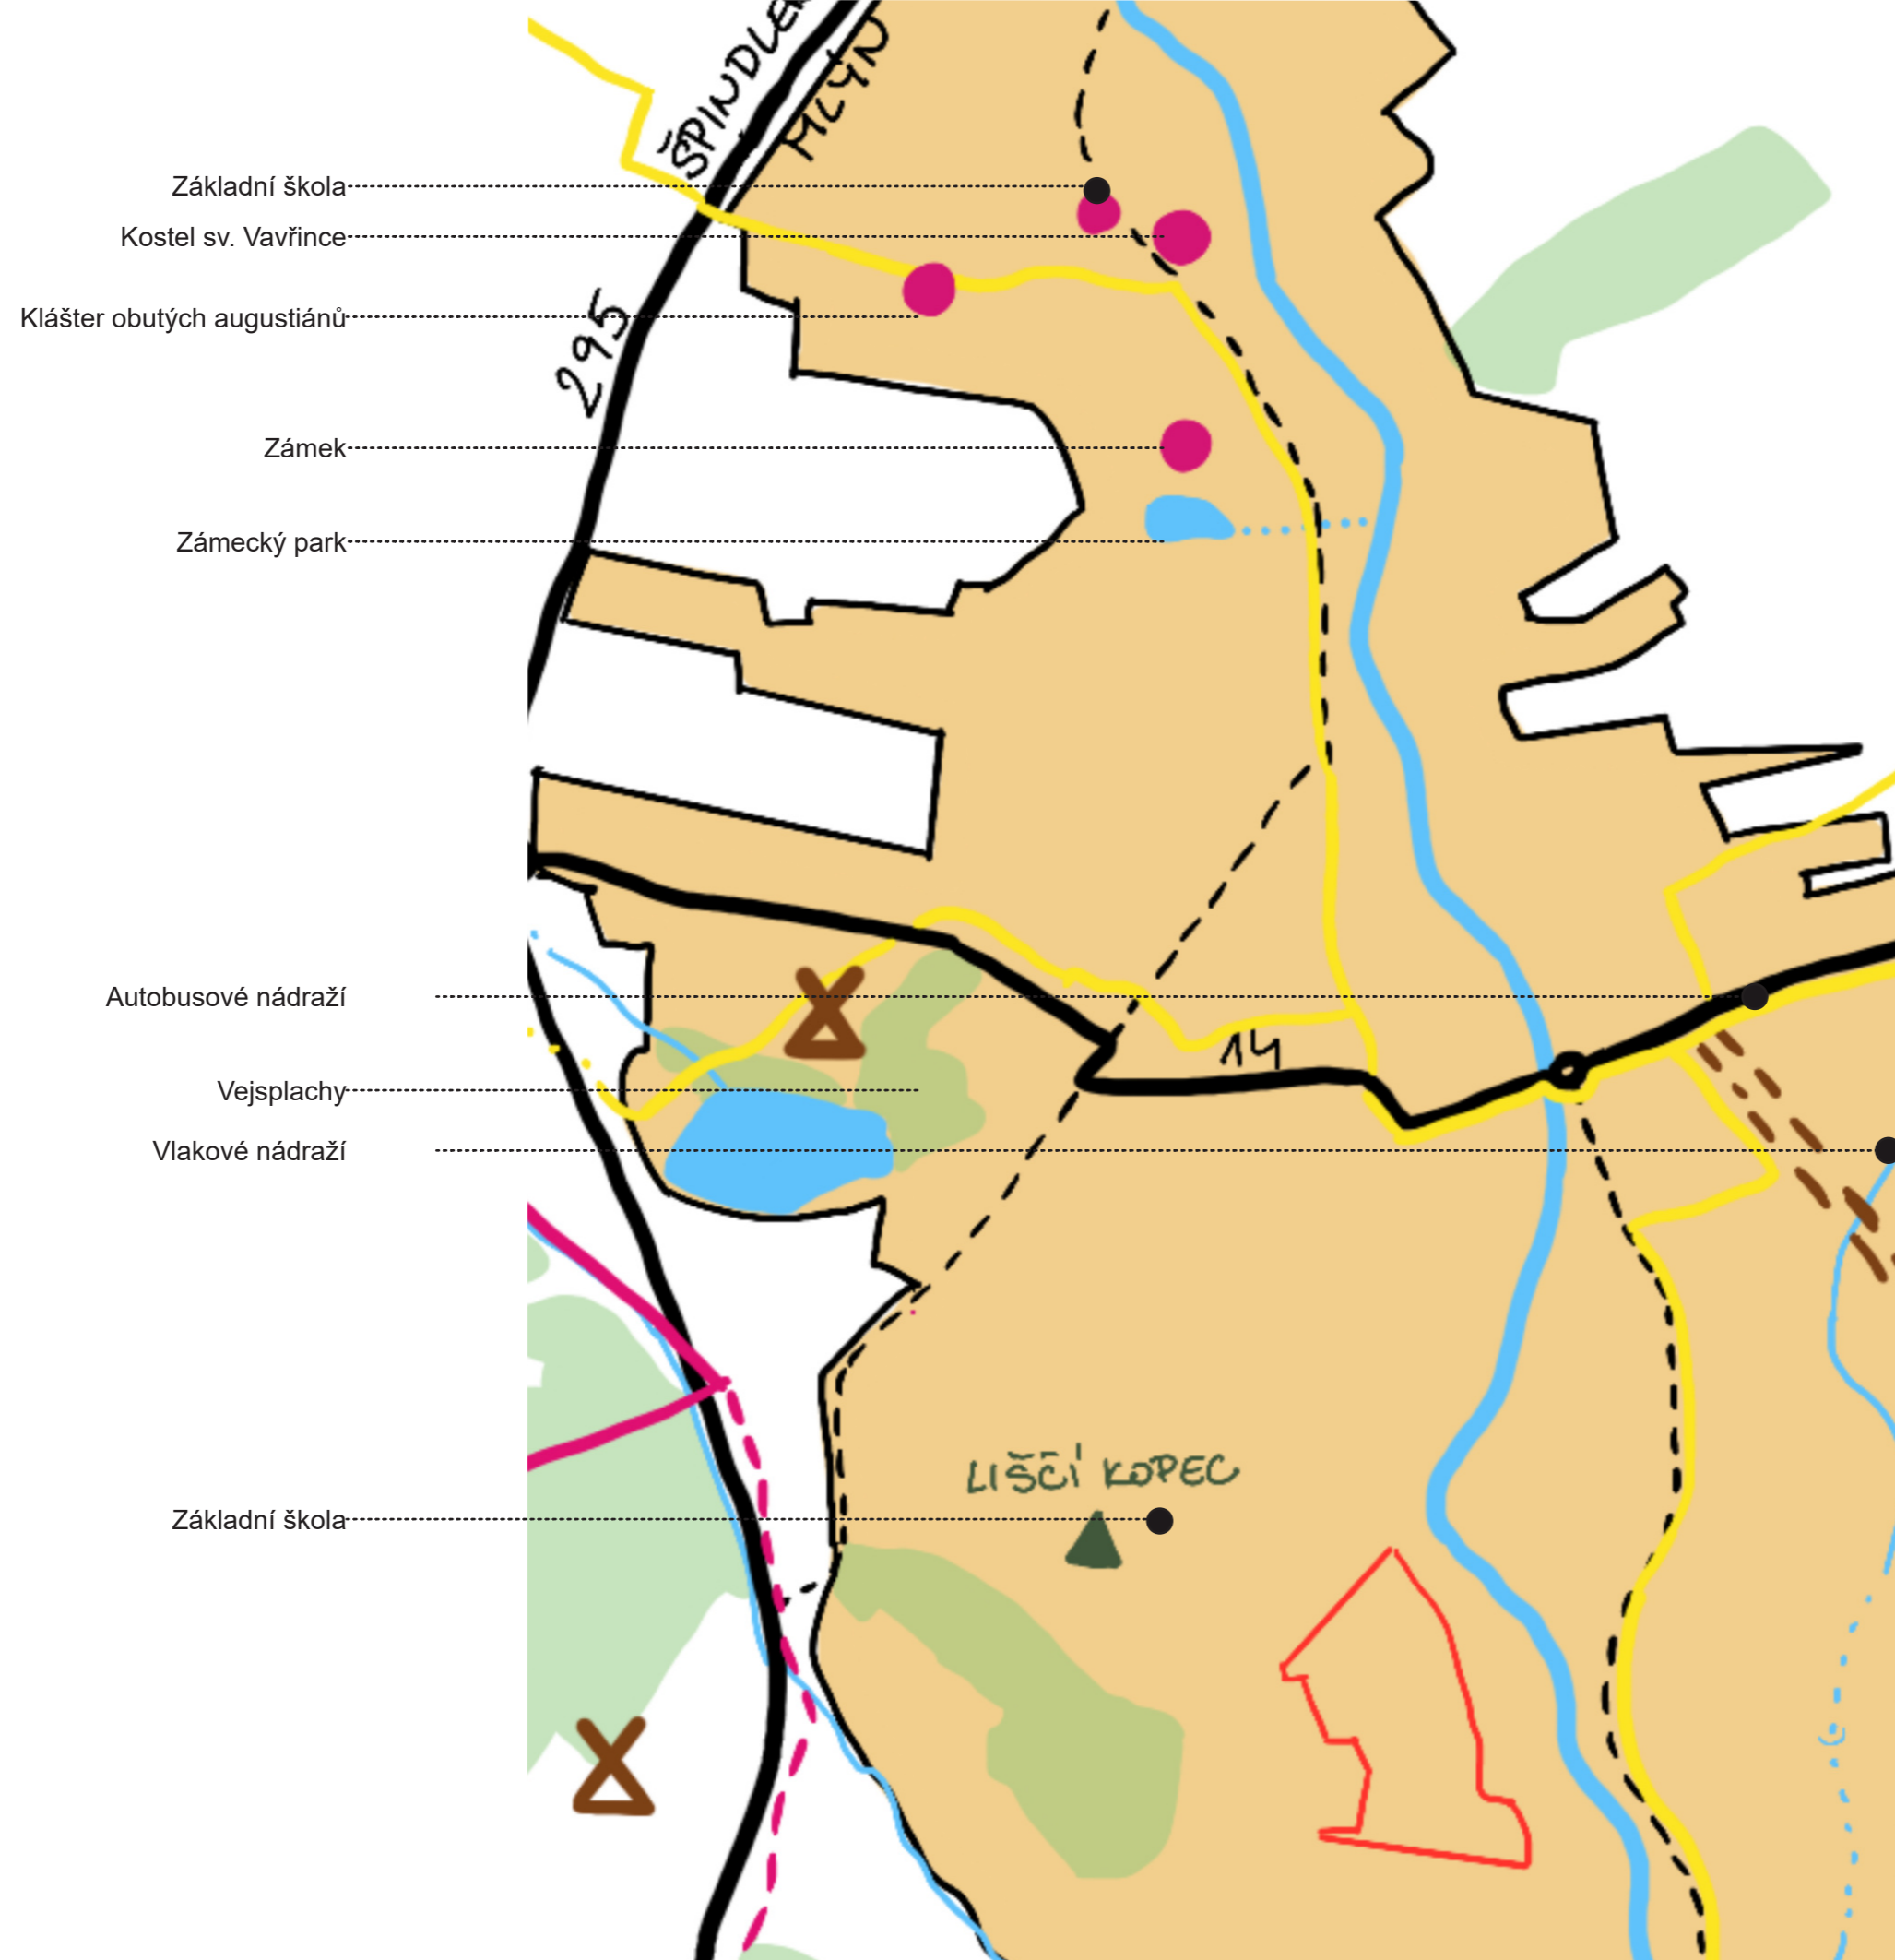 ŠPINDLE
MLÝN
Základní škola
Kostel sv. Vavřince
Klášter obutých augustiánů
295
Zámek
Zámecký park
Autobusové nádraží
14
Vejsplachy
Vlakové nádraží
LIŠČÍ KOPEC
Základní škola